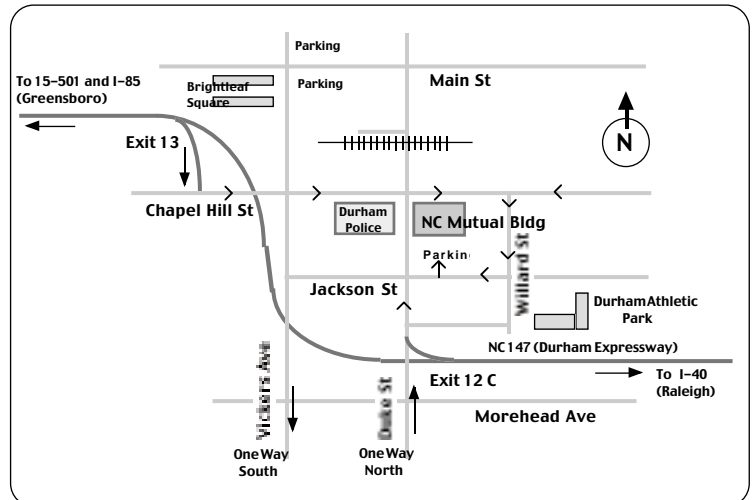 Parking
To 15-501 and I-85
(Greensboro)
Brightleaf
Square
Parking
Main St
N
Exit 13
Chapel Hill St
Durham
Police
NC Mutual Bldg
Parkin
Willard St
Jackson St
Durham Athletic
Park
NC 147 (Durham Expressway)
Vickers Ave
Duke St
Exit 12 C
To I-40
(Raleigh)
Morehead Ave
One Way
South
One Way
North